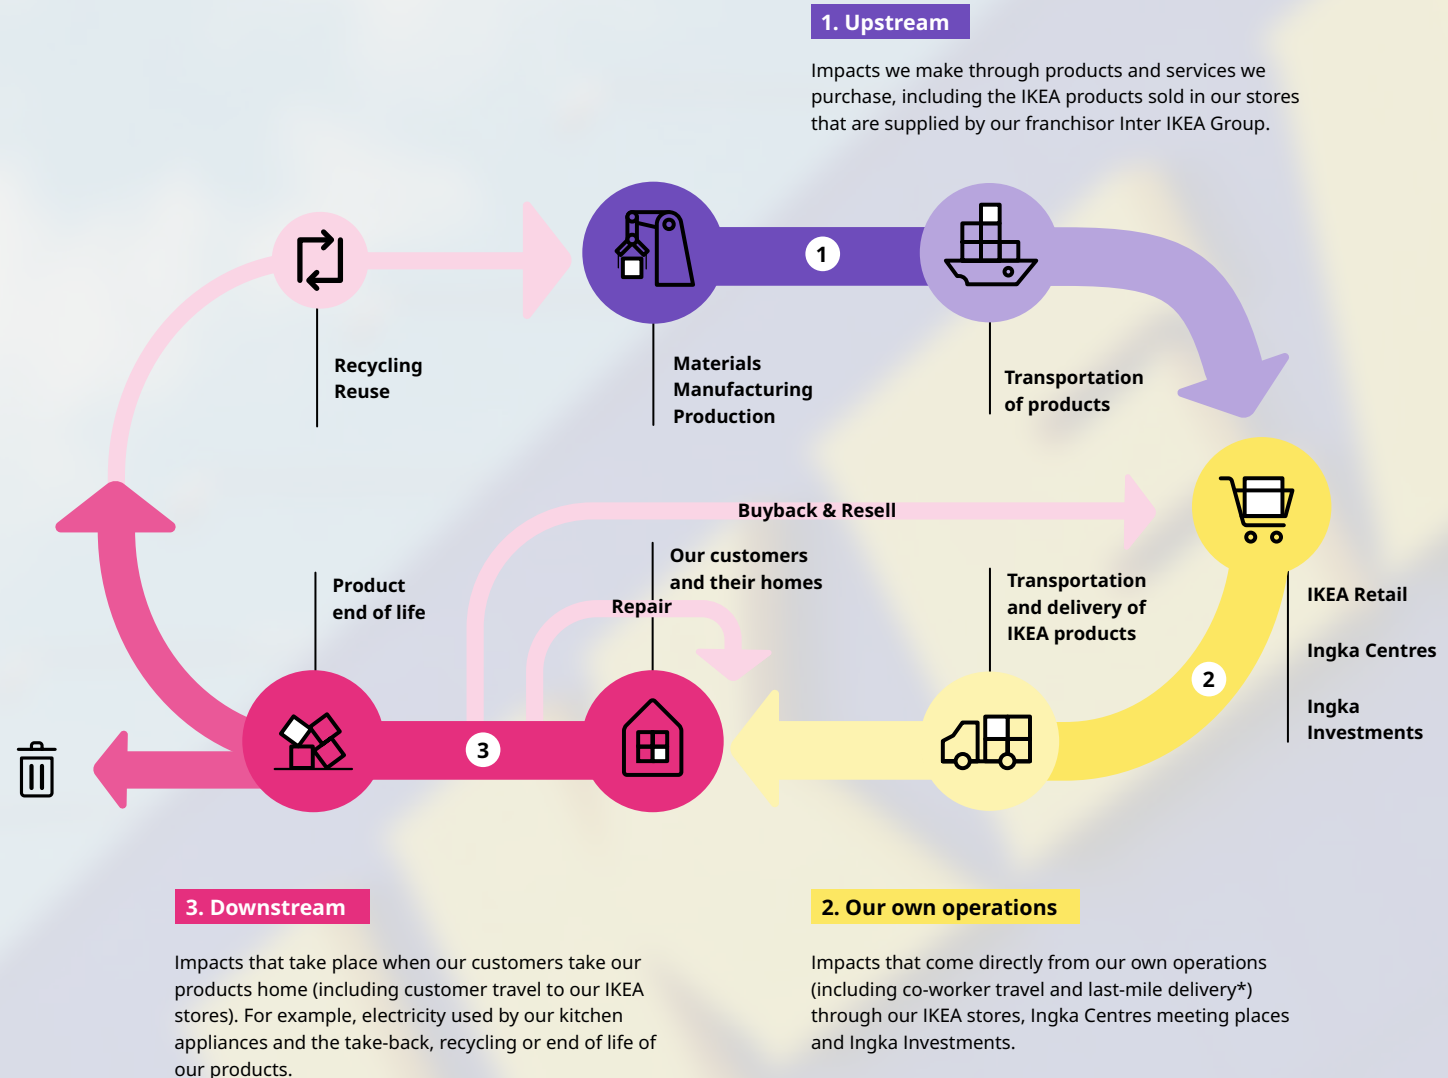 1. Upstream
Impacts we make through products and services we
purchase, including the IKEA products sold in our stores
that are supplied by our franchisor Inter IKEA Group.
1
Recycling
Reuse
Materials
Manufacturing
Production
Transportation
of products
Buyback & Resell
Our customers
and their homes
Repair
Product
end of life
Transportation
and delivery of
IKEA products
IKEA Retail
Ingka Centres
Ingka
Investments
2
3
3. Downstream
Impacts that take place when our customers take our
products home (including customer travel to our IKEA
stores). For example, electricity used by our kitchen
appliances and the take-back, recycling or end of life of
our products.
2. Our own operations
Impacts that come directly from our own operations
(including co-worker travel and last-mile delivery*)
through our IKEA stores, Ingka Centres meeting places
and Ingka Investments.